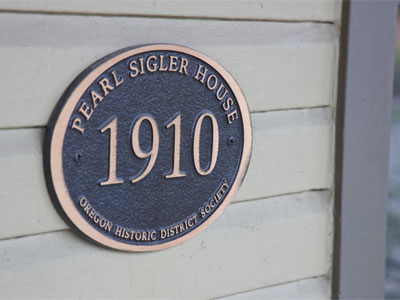 PEARL SIGLER HOUSE
1910
OREGON HISTORIC DISTRICT SOCIETY